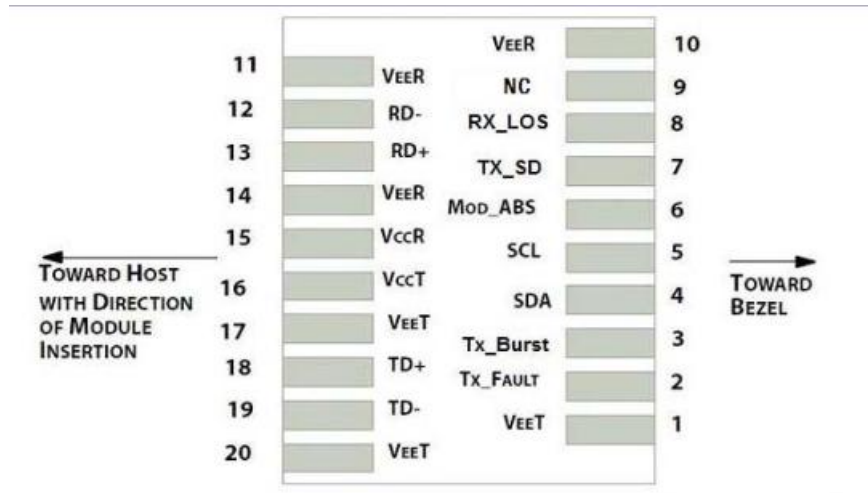 11 VEER
12 RD-
13 RD+
14 VEER
15 VCCR
16 VCCT
17 VEET
18 TD+
19 TD-
20 VEET
VEER 10
NC 9
RX_LOS 8
TX_SD 7
MOD_ABS 6
SCL 5
SDA 4
Tx_Burst 3
TX_FAULT 2
VEET 1
TOWARD HOST
WITH DIRECTION
OF MODULE
INSERTION
TOWARD
BEZEL